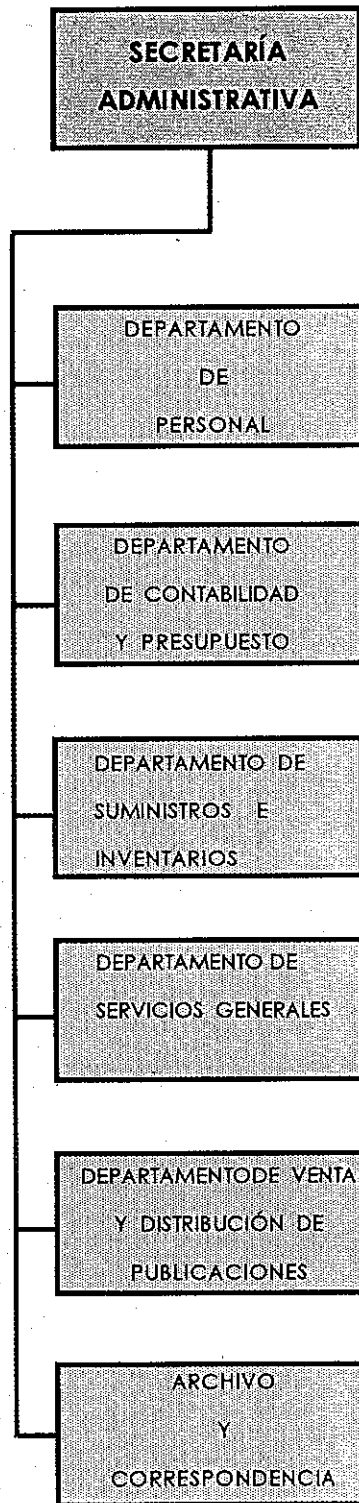 SECRETARÍA
ADMINISTRATIVA
DEPARTAMENTO
DE
PERSONAL
DEPARTAMENTO
DE CONTABILIDAD
Y PRESUPUESTO
DEPARTAMENTO DE
SUMINISTROS E
INVENTARIOS
DEPARTAMENTO DE
SERVICIOS GENERALES
DEPARTAMENTODE VENTA
Y DISTRIBUCIÓN DE
PUBLICACIONES
ARCHIVO
Y
CORRESPONDENCIA